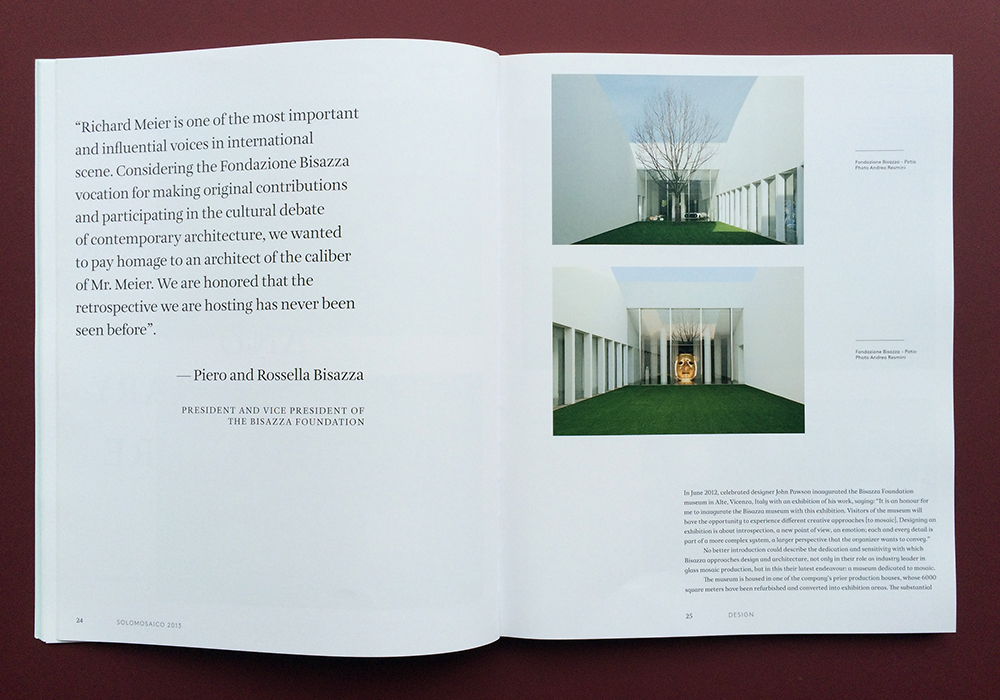 “Richard Meier is one of the most important
and influential voices in international
scene. Considering the Fondazione Bisazza
vocation for making original contributions
and participating in the cultural debate
of contemporary architecture, we wanted
to pay homage to an architect of the caliber
of Mr. Meier. We are honored that the
retrospective we are hosting has never been
seen before”.
— Piero and Rossella Bisazza
PRESIDENT AND VICE PRESIDENT OF
THE BISAZZA FOUNDATION
24
SOLOMOSAICO 2013
Fondazione Bisazza - Patio
Photo Andrea Resmini
Fondazione Bisazza - Patio
Photo Andrea Resmini
In June 2012, celebrated designer John Pawson inaugurated the Bisazza Foundation
museum in Alte, Vicenza, Italy with an exhibition of his work, saying: “It is an honour for
me to inaugurate the Bisazza museum with this exhibition. Visitors of the museum will
have the opportunity to experience different creative approaches [to mosaic]. Designing an
exhibition is about introspection, a new point of view, an emotion; each and every detail is
part of a more complex system, a larger perspective that the organizer wants to convey.”
No better introduction could describe the dedication and sensitivity with which
Bisazza approaches design and architecture, not only in their role as industry leader in
glass mosaic production, but in this their latest endeavour: a museum dedicated to mosaic.
The museum is housed in one of the company’s prior production houses, whose 6000
square meters have been refurbished and converted into exhibition areas. The substantial
25
DESIGN